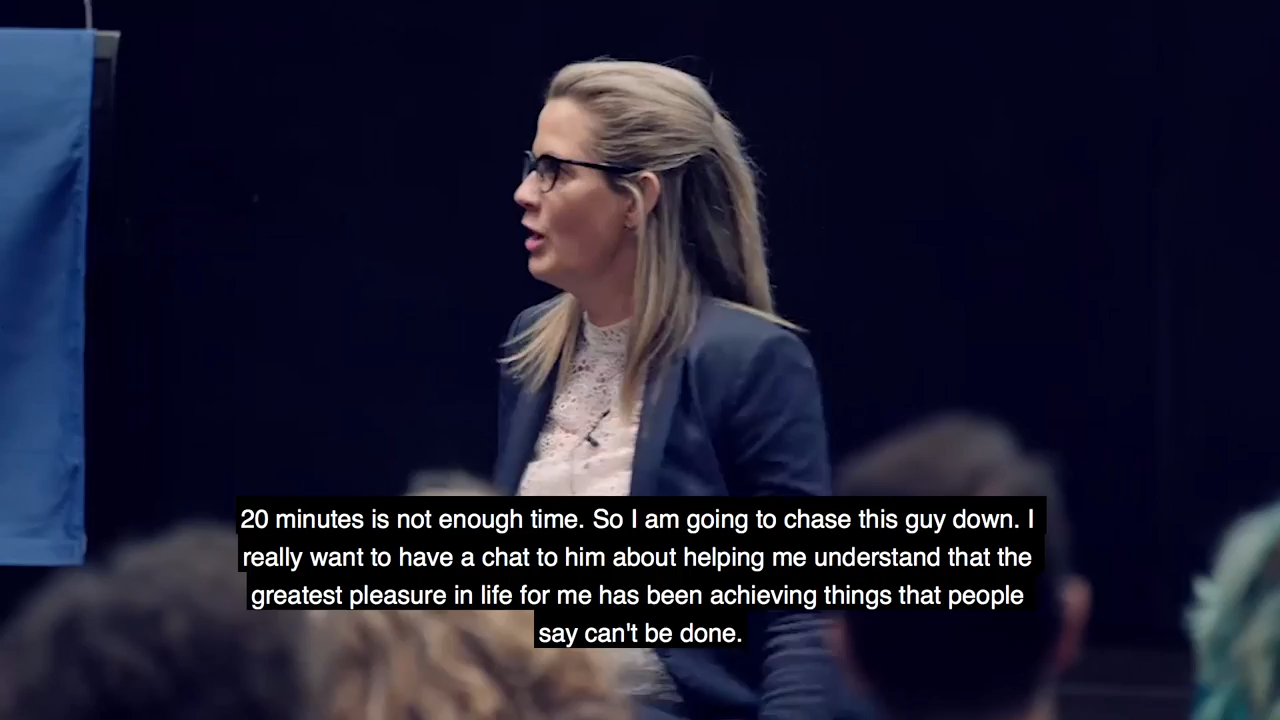 20 minutes is not enough time. So I am going to chase this guy down. I
really want to have a chat to him about helping me understand that the
greatest pleasure in life for me has been achieving things that people
say can't be done.